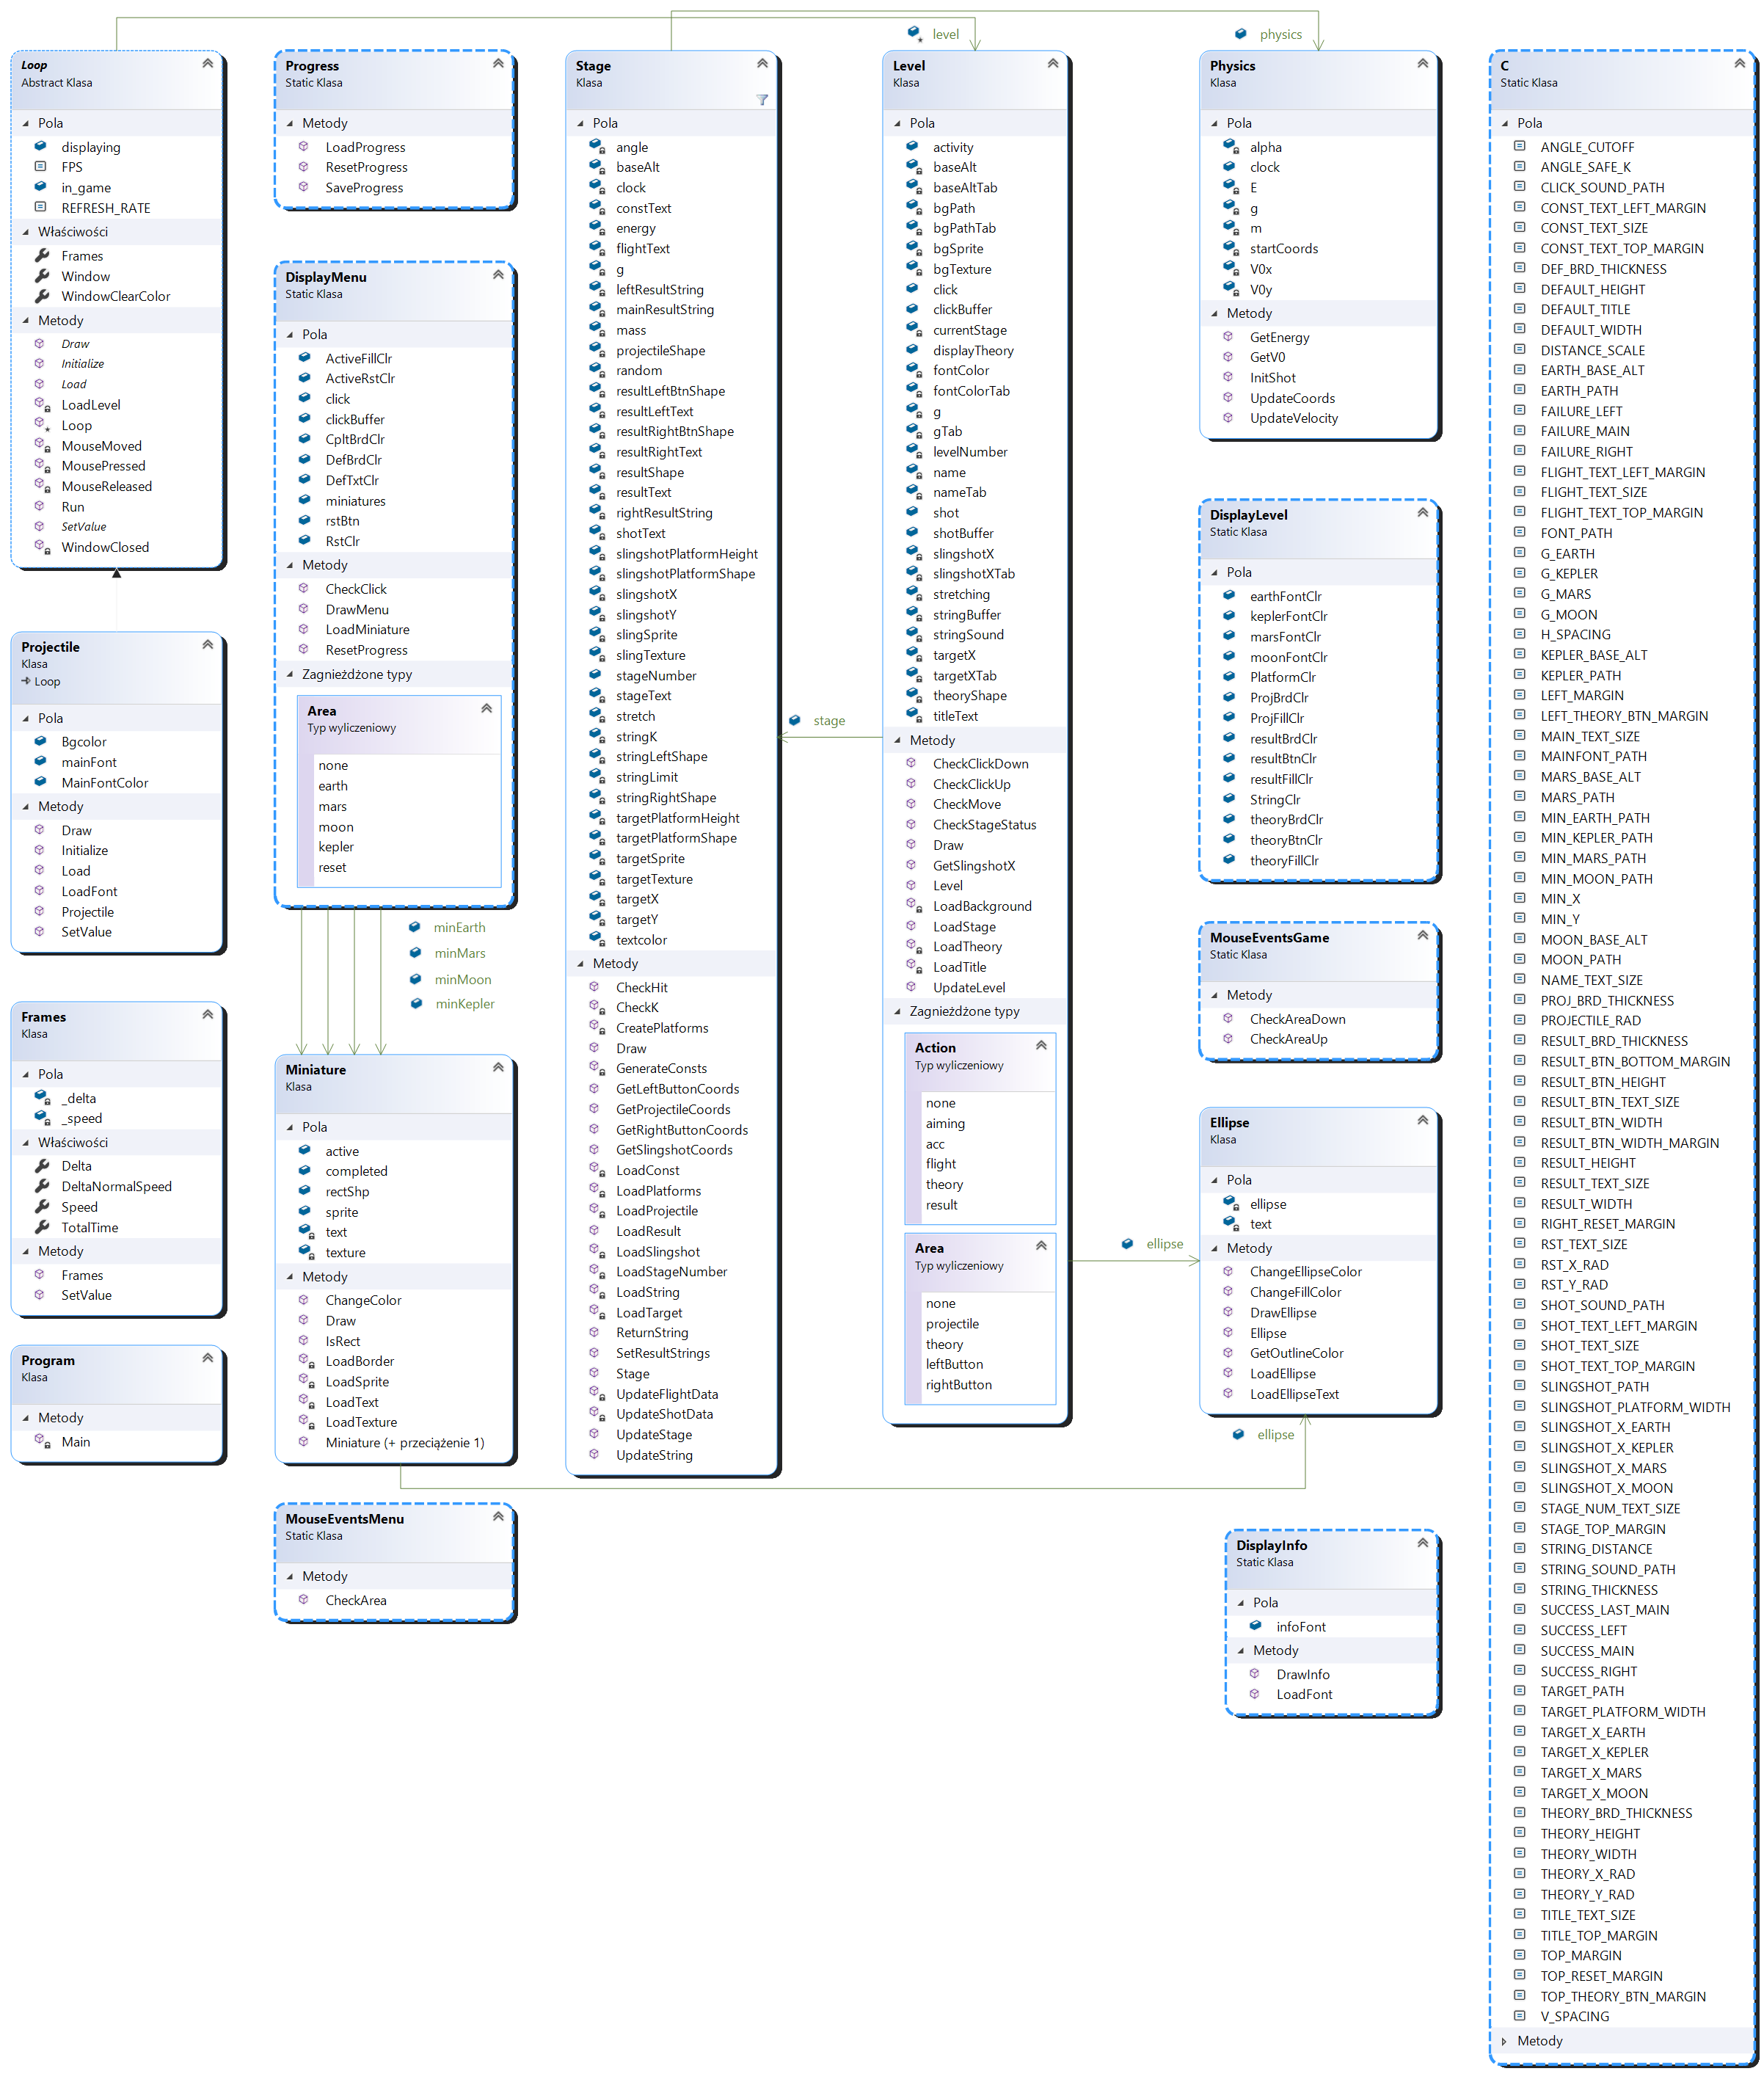 level
physics
Loop
Abstract Klasa
Pola
displaying
FPS
in_game
REFRESH_RATE
Właściwości
Frames
Window
WindowClearColor
Metody
Draw
Initialize
Load
LoadLevel
Loop
MouseMoved
MousePressed
MouseReleased
Run
SetValue
WindowClosed
Projectile
Klasa
Loop
Pola
Bgcolor
mainFont
MainFontColor
Metody
Draw
Initialize
Load
LoadFont
Projectile
SetValue
Frames
Klasa
Pola
_delta
_speed
Właściwości
Delta
DeltaNormalSpeed
Speed
TotalTime
Metody
Frames
SetValue
Program
Klasa
Metody
Main
Progress
Static Klasa
Metody
LoadProgress
ResetProgress
SaveProgress
DisplayMenu
Static Klasa
Pola
ActiveFillClr
ActiveRstClr
click
clickBuffer
CpltBrdClr
DefBrdClr
DefTxtClr
miniatures
rstBtn
RstClr
Metody
CheckClick
DrawMenu
LoadMiniature
ResetProgress
Zagnieżdżone typy
Area
Typ wyliczeniowy
none
earth
mars
moon
kepler
reset
minEarth
minMars
minMoon
minKepler
Miniature
Klasa
Pola
active
completed
rectShp
sprite
text
texture
Metody
ChangeColor
Draw
IsRect
LoadBorder
LoadSprite
LoadText
LoadTexture
Miniature (+ przeciążenie 1)
MouseEventsMenu
Static Klasa
Metody
CheckArea
Stage
Klasa
Pola
angle
baseAlt
clock
constText
energy
flightText
g
leftResultString
mainResultString
mass
projectileShape
random
resultLeftBtnShape
resultLeftText
resultRightBtnShape
resultRightText
resultShape
resultText
rightResultString
shotText
slingshotPlatformHeight
slingshotPlatformShape
slingshotX
slingshotY
slingSprite
slingTexture
stageNumber
stageText
stretch
stringK
stringLeftShape
stringLimit
stringRightShape
targetPlatformHeight
targetPlatformShape
targetSprite
targetTexture
targetX
targetY
textcolor
Metody
CheckHit
CheckK
CreatePlatforms
Draw
GenerateConsts
GetLeftButtonCoords
GetProjectileCoords
GetRightButtonCoords
GetSlingshotCoords
LoadConst
LoadPlatforms
LoadProjectile
LoadResult
LoadSlingshot
LoadStageNumber
LoadString
LoadTarget
ReturnString
SetResultStrings
Stage
UpdateFlightData
UpdateShotData
UpdateStage
UpdateString
stage
Level
Klasa
Pola
activity
baseAlt
baseAltTab
bgPath
bgPathTab
bgSprite
bgTexture
click
clickBuffer
currentStage
displayTheory
fontColor
fontColorTab
g
gTab
levelNumber
name
nameTab
shot
shotBuffer
slingshotX
slingshotXTab
stretching
stringBuffer
stringSound
targetX
targetXTab
theoryShape
titleText
Metody
CheckClickDown
CheckClickUp
CheckMove
CheckStageStatus
Draw
GetSlingshotX
Level
LoadBackground
LoadStage
LoadTheory
LoadTitle
UpdateLevel
Zagnieżdżone typy
Action
Typ wyliczeniowy
none
aiming
acc
flight
theory
result
Area
Typ wyliczeniowy
none
projectile
theory
leftButton
rightButton
ellipse
Physics
Klasa
Pola
alpha
clock
E
g
m
startCoords
V0x
V0y
Metody
GetEnergy
GetV0
InitShot
UpdateCoords
UpdateVelocity
DisplayLevel
Static Klasa
Pola
earthFontClr
keplerFontClr
marsFontClr
moonFontClr
PlatformClr
ProjBrdClr
ProjFillClr
resultBrdClr
resultBtnClr
resultFillClr
StringClr
theoryBrdClr
theoryBtnClr
theoryFillClr
MouseEventsGame
Static Klasa
Metody
CheckAreaDown
CheckAreaUp
Ellipse
Klasa
Pola
ellipse
text
Metody
ChangeEllipseColor
ChangeFillColor
DrawEllipse
Ellipse
GetOutlineColor
LoadEllipse
LoadEllipseText
ellipse
DisplayInfo
Static Klasa
Pola
infoFont
Metody
DrawInfo
LoadFont
C
Static Klasa
Pola
ANGLE_CUTOFF
ANGLE_SAFE_K
CLICK_SOUND_PATH
CONST_TEXT_LEFT_MARGIN
CONST_TEXT_SIZE
CONST_TEXT_TOP_MARGIN
DEF_BRD_THICKNESS
DEFAULT_HEIGHT
DEFAULT_TITLE
DEFAULT_WIDTH
DISTANCE_SCALE
EARTH_BASE_ALT
EARTH_PATH
FAILURE_LEFT
FAILURE_MAIN
FAILURE_RIGHT
FLIGHT_TEXT_LEFT_MARGIN
FLIGHT_TEXT_SIZE
FLIGHT_TEXT_TOP_MARGIN
FONT_PATH
G_EARTH
G_KEPLER
G_MARS
G_MOON
H_SPACING
KEPLER_BASE_ALT
KEPLER_PATH
LEFT_MARGIN
LEFT_THEORY_BTN_MARGIN
MAIN_TEXT_SIZE
MAINFONT_PATH
MARS_BASE_ALT
MARS_PATH
MIN_EARTH_PATH
MIN_KEPLER_PATH
MIN_MARS_PATH
MIN_MOON_PATH
MIN_X
MIN_Y
MOON_BASE_ALT
MOON_PATH
NAME_TEXT_SIZE
PROJ_BRD_THICKNESS
PROJECTILE_RAD
RESULT_BRD_THICKNESS
RESULT_BTN_BOTTOM_MARGIN
RESULT_BTN_HEIGHT
RESULT_BTN_TEXT_SIZE
RESULT_BTN_WIDTH
RESULT_BTN_WIDTH_MARGIN
RESULT_HEIGHT
RESULT_TEXT_SIZE
RESULT_WIDTH
RIGHT_RESET_MARGIN
RST_TEXT_SIZE
RST_X_RAD
RST_Y_RAD
SHOT_SOUND_PATH
SHOT_TEXT_LEFT_MARGIN
SHOT_TEXT_SIZE
SHOT_TEXT_TOP_MARGIN
SLINGSHOT_PATH
SLINGSHOT_PLATFORM_WIDTH
SLINGSHOT_X_EARTH
SLINGSHOT_X_KEPLER
SLINGSHOT_X_MARS
SLINGSHOT_X_MOON
STAGE_NUM_TEXT_SIZE
STAGE_TOP_MARGIN
STRING_DISTANCE
STRING_SOUND_PATH
STRING_THICKNESS
SUCCESS_LAST_MAIN
SUCCESS_LEFT
SUCCESS_MAIN
SUCCESS_RIGHT
TARGET_PATH
TARGET_PLATFORM_WIDTH
TARGET_X_EARTH
TARGET_X_KEPLER
TARGET_X_MARS
TARGET_X_MOON
THEORY_BRD_THICKNESS
THEORY_HEIGHT
THEORY_WIDTH
THEORY_X_RAD
THEORY_Y_RAD
TITLE_TEXT_SIZE
TITLE_TOP_MARGIN
TOP_MARGIN
TOP_RESET_MARGIN
TOP_THEORY_BTN_MARGIN
V_SPACING
Metody